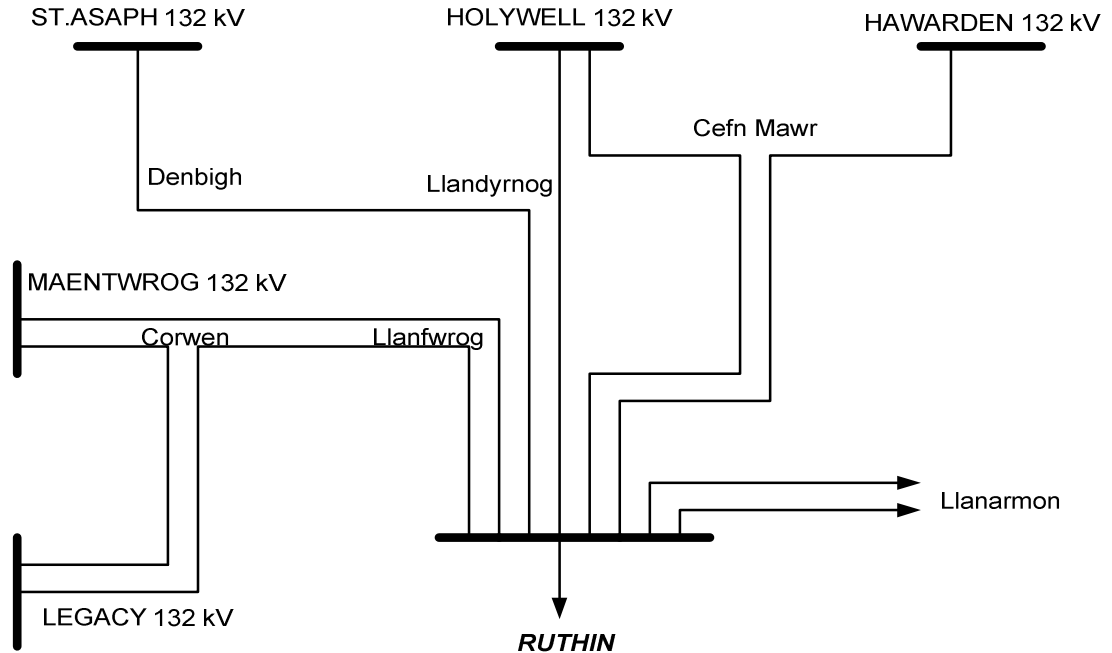 ST.ASAPH 132 kV
HOLYWELL 132 kV
HAWARDEN 132 kV
Cefn Mawr
Denbigh
Llandyrnog
MAENTWROG 132 kV
Corwen
Llanfwrog
Llanarmon
LEGACY 132 kV
RUTHIN